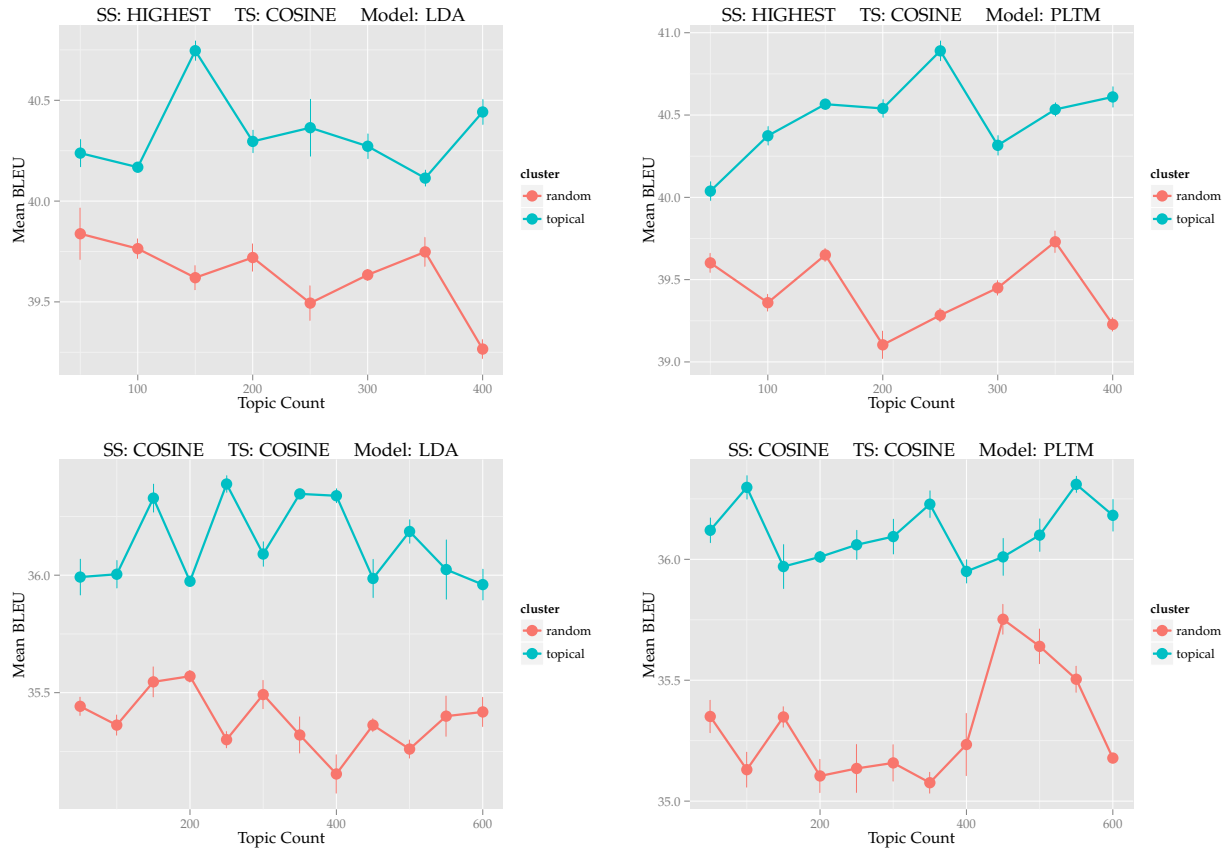 SS: HIGHEST TS: COSINE Model: LDA
Mean BLEU
40.5
40.0
39.5
100
200
300
400
Topic Count
cluster
random
topical
SS: HIGHEST TS: COSINE Model: PLTM
Mean BLEU
41.0
40.5
40.0
39.5
39.0
100
200
300
400
Topic Count
cluster
random
topical
SS: COSINE TS: COSINE Model: LDA
Mean BLEU
36.0
35.5
200
400
600
Topic Count
cluster
random
topical
SS: COSINE TS: COSINE Model: PLTM
Mean BLEU
36.0
35.5
35.0
200
400
600
Topic Count
cluster
random
topical